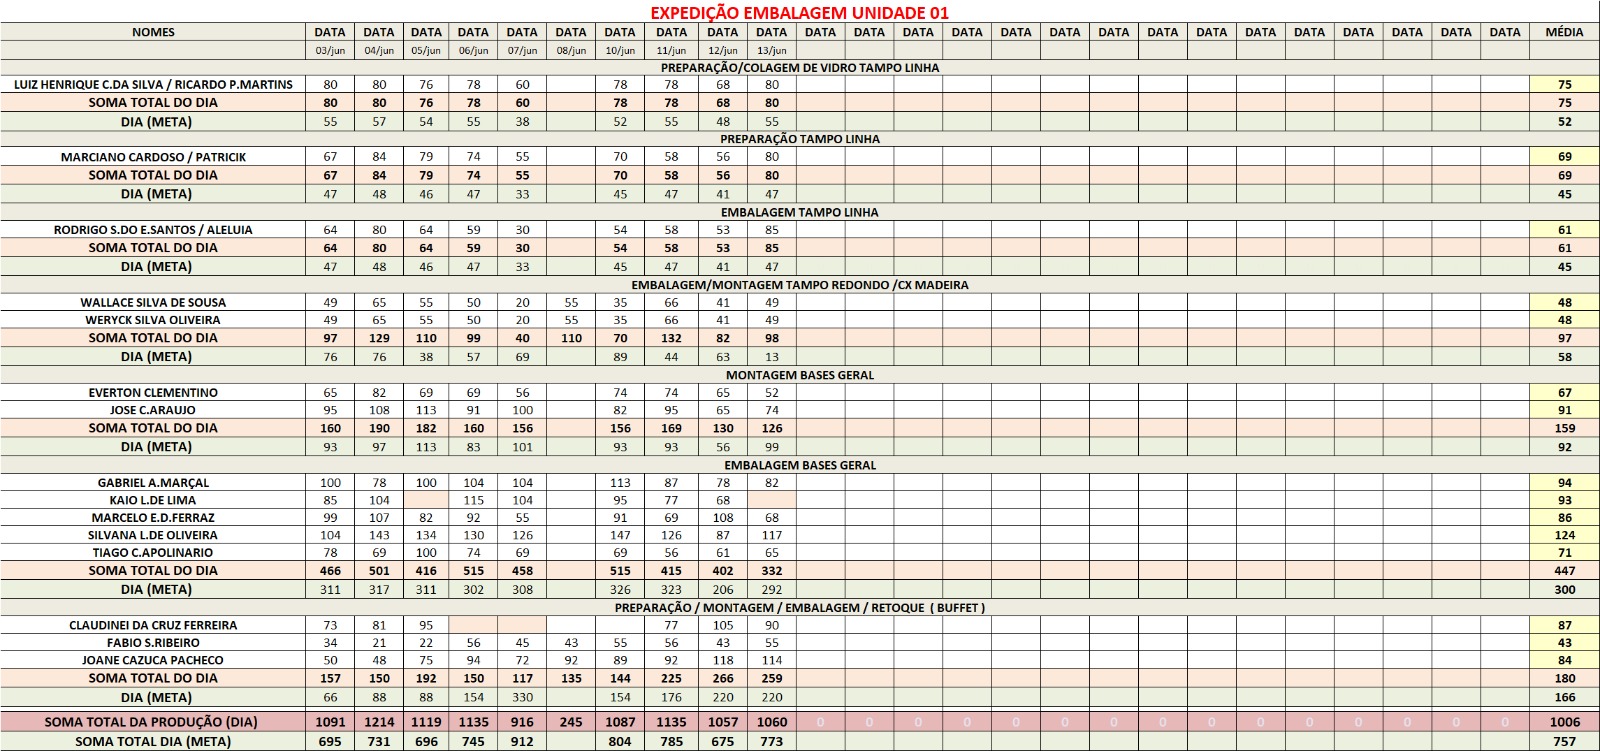 EXPEDIÇÃO EMBALAGEM UNIDADE 01
NOMES DATA DATA DATA DATA DATA DATA DATA DATA DATA DATA DATA DATA DATA DATA DATA DATA DATA DATA DATA DATA DATA DATA DATA DATA DATA MÉDIA
03/jun 04/jun 05/jun 06/jun 07/jun 08/jun 10/jun 11/jun 12/jun 13/jun
PREPARAÇÃO/COLAGEM DE VIDRO TAMPO LINHA
LUIZ HENRIQUE C.DA SILVA / RICARDO P.MARTINS 80 80 76 78 60 78 78 68 80 75
SOMA TOTAL DO DIA 80 80 76 78 60 78 78 68 80 75
DIA (META) 55 57 54 55 38 52 55 48 55 52
PREPARAÇÃO TAMPO LINHA
MARCIANO CARDOSO / PATRICIK 67 84 79 74 55 70 58 56 80 69
SOMA TOTAL DO DIA 67 84 79 74 55 70 58 56 80 69
DIA (META) 47 48 46 47 33 45 47 41 47 45
EMBALAGEM TAMPO LINHA
RODRIGO S.DO E.SANTOS / ALELUIA 64 80 64 59 30 54 58 53 85 61
SOMA TOTAL DO DIA 64 80 64 59 30 54 58 53 85 61
DIA (META) 47 48 46 47 33 45 47 41 47 45
EMBALAGEM/MONTAGEM TAMPO REDONDO /CX MADEIRA
WALLACE SILVA DE SOUSA 49 65 55 50 20 55 35 66 41 49 48
WERYCK SILVA OLIVEIRA 49 65 55 50 20 55 35 66 41 49 48
SOMA TOTAL DO DIA 97 129 110 99 40 110 70 132 82 98 97
DIA (META) 76 76 38 57 69 89 44 63 13 58
MONTAGEM BASES GERAL
EVERTON CLEMENTINO 65 82 69 69 56 74 74 65 52 67
JOSE C.ARAUJO 95 108 113 91 100 82 95 65 74 91
SOMA TOTAL DO DIA 160 190 182 160 156 156 169 130 126 159
DIA (META) 93 97 113 83 101 93 93 56 99 92
EMBALAGEM BASES GERAL
GABRIEL A.MARÇAL 100 78 100 104 104 113 87 78 82 94
KAIO L.DE LIMA 85 104 115 104 95 77 68 93
MARCELO E.D.FERRAZ 99 107 82 92 55 91 69 108 68 86
SILVANA L.DE OLIVEIRA 104 143 134 130 126 147 126 87 117 124
TIAGO C.APOLINARIO 78 69 100 74 69 69 56 61 65 71
SOMA TOTAL DO DIA 466 501 416 515 458 515 415 402 332 447
DIA (META) 311 317 311 302 308 326 323 206 292 300
PREPARAÇÃO / MONTAGEM / EMBALAGEM / RETOQUE ( BUFFET )
CLAUDINEI DA CRUZ FERREIRA 73 81 95 77 105 90 87
FABIO S.RIBEIRO 34 21 22 56 45 43 55 56 43 55 43
JOANE CAZUCA PACHECO 50 48 75 94 72 92 89 92 118 114 84
SOMA TOTAL DO DIA 157 150 192 150 117 135 144 225 266 259 180
DIA (META) 66 88 88 154 330 154 176 220 220 166
SOMA TOTAL DA PRODUÇÃO (DIA) 1091 1214 1119 1135 916 245 1087 1135 1057 1060 0 0 0 0 0 0 0 0 0 0 0 0 0 0 0 1006
SOMA TOTAL DIA (META) 695 731 696 745 912 804 785 675 773 757